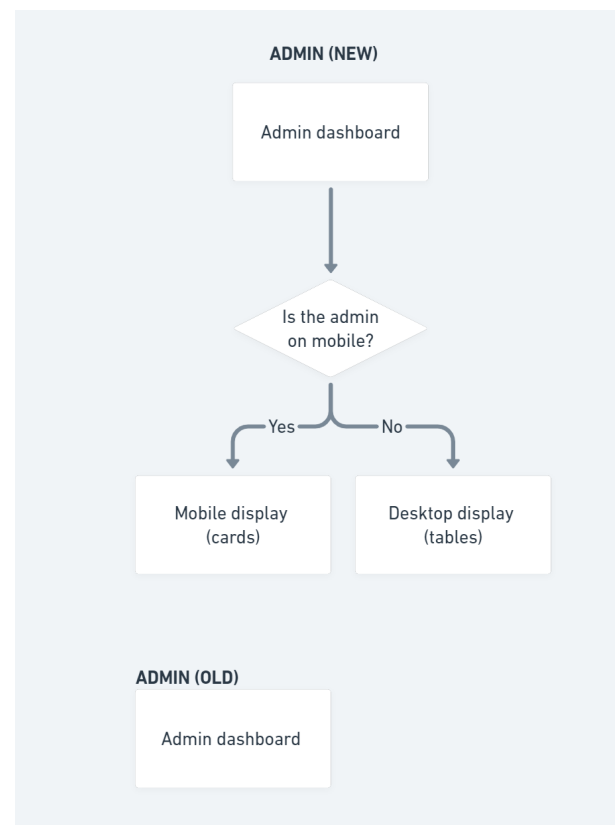 ADMIN (NEW)
Admin dashboard
Is the admin
on mobile?
Yes
No
Mobile display
(cards)
Desktop display
(tables)
ADMIN (OLD)
Admin dashboard